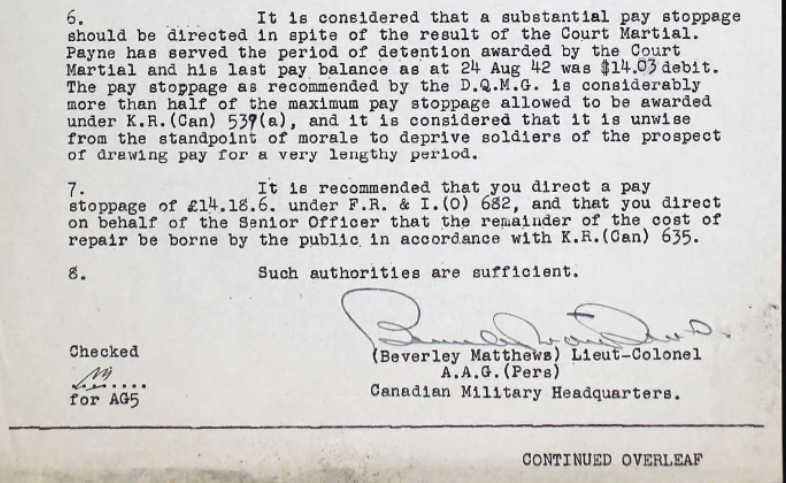 6. It is considered that a substantial pay stoppage
should be directed in spite of the result of the Court Martial.
Payne has served the period of detention awarded by the Court
Martial and his last pay balance as at 24 Aug 42 was $14.03 debit.
The pay stoppage as recommended by the D.Q.M.G. is considerably
more than half of the maximum pay stoppage allowed to be awarded
under K.R.(Can) 539(a), and it is considered that it is unwise
from the standpoint of morale to deprive soldiers of the prospect
of drawing pay for a very lengthy period.
7. It is recommended that you direct a pay
stoppage of £14.18.6. under F.R. & I.(O) 682, and that you direct
on behalf of the Senior Officer that the remainder of the cost of
repair be borne by the public in accordance with K.R.(Can) 635.
8. Such authorities are sufficient.
Checked
(Beverley Matthews) Lieut-Colonel
A.A.G.(Pers)
for AG5
Canadian Military Headquarters.
CONTINUED OVERLEAF